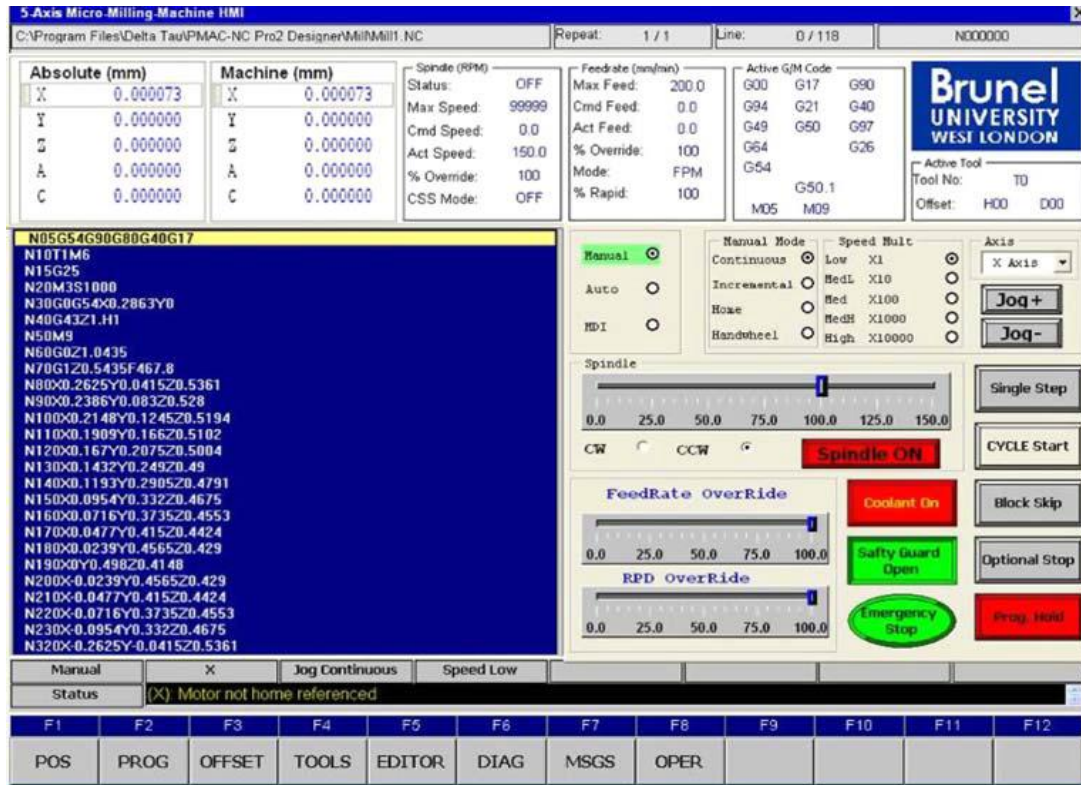 5-Axis Micro-Milling-Machine HMI
C:\Program Files\Delta Tau\PMAC-NC Pro2 Designer\Mill\Mill1.NC
Repeat: 1 / 1
Line: 0 / 118
N000000
Absolute (mm)
X 0.000073
Y 0.000000
Z 0.000000
A 0.000000
C 0.000000
Machine (mm)
X 0.000073
Y 0.000000
Z 0.000000
A 0.000000
C 0.000000
Spindle (RPM)
Status: OFF
Max Speed: 99999
Cmd Speed: 0.0
Act Speed: 150.0
% Override: 100
CSS Mode: OFF
Feedrate (mm/min)
Max Feed: 200.0
Cmd Feed: 0.0
Act Feed: 0.0
% Override: 100
Mode: FPM
% Rapid: 100
Active G/M Code
G00 G17 G90
G94 G21 G40
G49 G50 G97
G64 G26
G54
G50.1
M05 M09
Brunel
UNIVERSITY
WEST LONDON
Active Tool
Tool No: T0
Offset: H00 D00
N05G54G90G80G40G17
N10T1M6
N15G25
N20M3S1000
N30G0G54X0.2863Y0
N40G43Z1.H1
N50M9
N60G0Z1.0435
N70G1Z0.5435F467.8
N80X0.2625Y0.0415Z0.5361
N90X0.2386Y0.083Z0.528
N100X0.2148Y0.1245Z0.5194
N110X0.1909Y0.166Z0.5102
N120X0.167Y0.2075Z0.5004
N130X0.1432Y0.249Z0.49
N140X0.1193Y0.2905Z0.4791
N150X0.0954Y0.332Z0.4675
N160X0.0716Y0.3735Z0.4553
N170X0.0477Y0.415Z0.4424
N180X0.0239Y0.4565Z0.429
N190X0Y0.498Z0.4148
N200X-0.0239Y0.4565Z0.429
N210X-0.0477Y0.415Z0.4424
N220X-0.0716Y0.3735Z0.4553
N230X-0.0954Y0.332Z0.4675
N320X-0.2625Y-0.0415Z0.5361
Manual
Auto
MDI
Manual Mode
Continuous
Incremental
Home
Handwheel
Speed Mult
Low X1
MedL X10
Med X100
MedH X1000
High X10000
Axis
X Axis
Jog+
Jog-
Spindle
0.0 25.0 50.0 75.0 100.0 125.0 150.0
CW CCW
Spindle ON
Single Step
CYCLE Start
FeedRate OverRide
0.0 25.0 50.0 75.0 100.0
RPD OverRide
0.0 25.0 50.0 75.0 100.0
Coolant On
Safty Guard
Open
Emergency
Stop
Block Skip
Optional Stop
Prog. Hold
Manual X Jog Continuous Speed Low
Status (X): Motor not home referenced
F1 F2 F3 F4 F5 F6 F7 F8 F9 F10 F11 F12
POS PROG OFFSET TOOLS EDITOR DIAG MSGS OPER